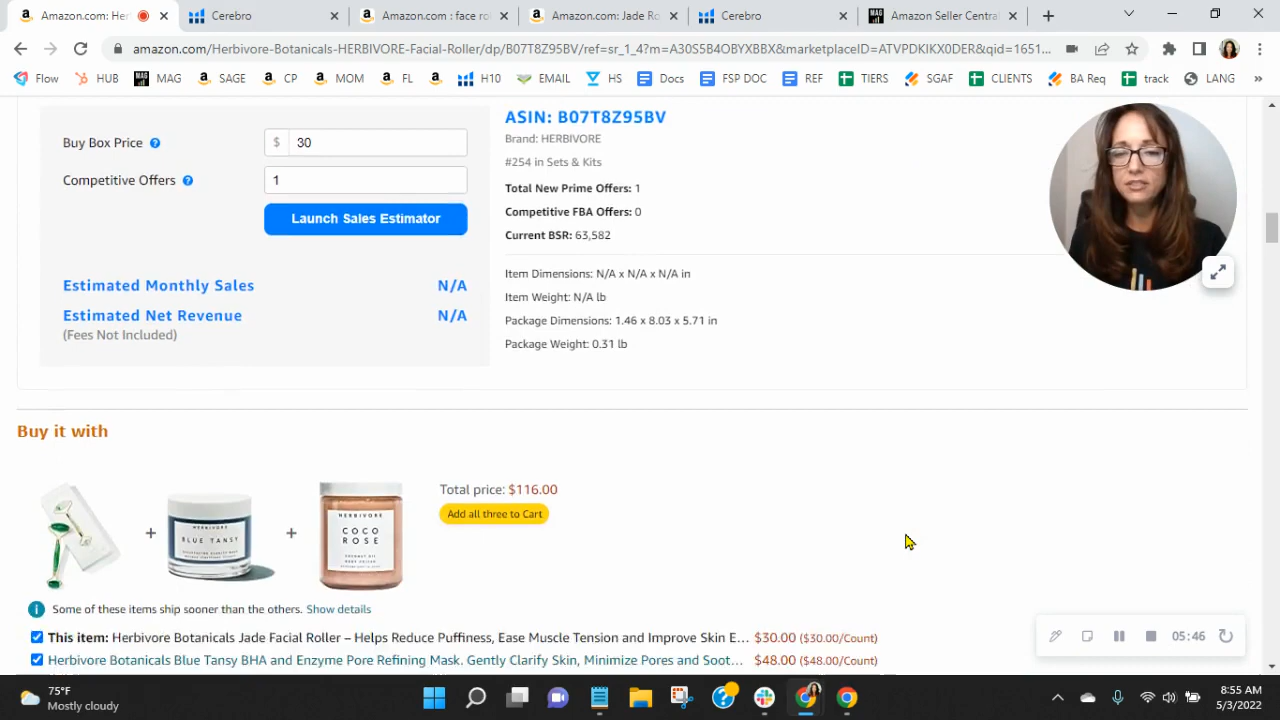 Amazon.com: Her
Cerebro
Amazon.com : face ro
Amazon.com: Jade Ro
Cerebro
Amazon Seller Centra
amazon.com/Herbivore-Botanicals-HERBIVORE-Facial-Roller/dp/B07T8Z95BV/ref=sr_1_4?m=A30S5B4OBYXBBX&marketplaceID=ATVPDKIKX0DER&qid=1651...
Flow
HUB
MAG
SAGE
CP
MOM
FL
H10
EMAIL
HS
Docs
FSP DOC
REF
TIERS
SGAF
CLIENTS
BA Req
track
LANG
Buy Box Price
$ 30
Competitive Offers
1
Launch Sales Estimator
Estimated Monthly Sales N/A
Estimated Net Revenue N/A
(Fees Not Included)
ASIN: B07T8Z95BV
Brand: HERBIVORE
#254 in Sets & Kits
Total New Prime Offers: 1
Competitive FBA Offers: 0
Current BSR: 63,582
Item Dimensions: N/A x N/A x N/A in
Item Weight: N/A lb
Package Dimensions: 1.46 x 8.03 x 5.71 in
Package Weight: 0.31 lb
Buy it with
HERBIVORE
BLUE TANSY
HERBIVORE
COCO
ROSE
Total price: $116.00
Add all three to Cart
Some of these items ship sooner than the others. Show details
This item: Herbivore Botanicals Jade Facial Roller – Helps Reduce Puffiness, Ease Muscle Tension and Improve Skin E... $30.00 ($30.00/Count)
Herbivore Botanicals Blue Tansy BHA and Enzyme Pore Refining Mask. Gently Clarify Skin, Minimize Pores and Soot... $48.00 ($48.00/Count)
05:46
75°F
Mostly cloudy
8:55 AM
5/3/2022